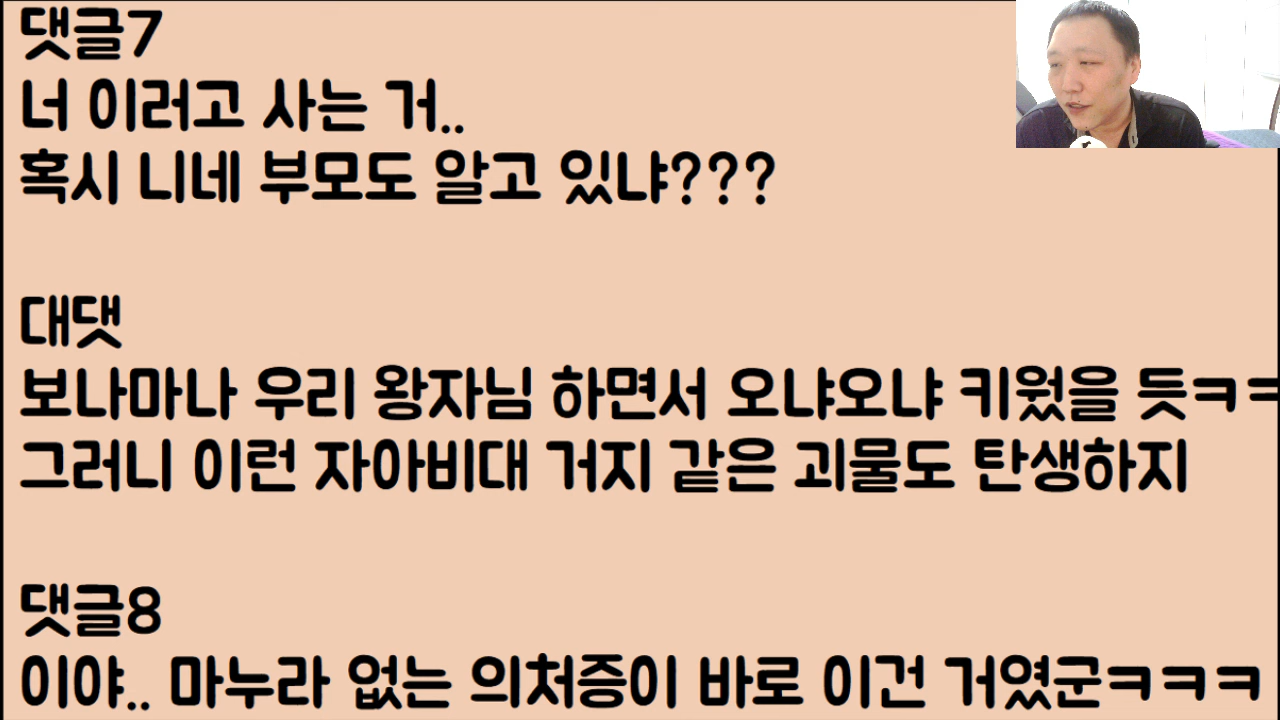 댓글7
너 이러고 사는 거..
혹시 니네 부모도 알고 있냐???
대댓
보나마나 우리 왕자님 하면서 오냐오냐 키웠을 듯ㅋㅋ
그러니 이런 자아비대 거지 같은 괴물도 탄생하지
댓글8
이야.. 마누라 없는 의처증이 바로 이건 거였군ㅋㅋㅋ